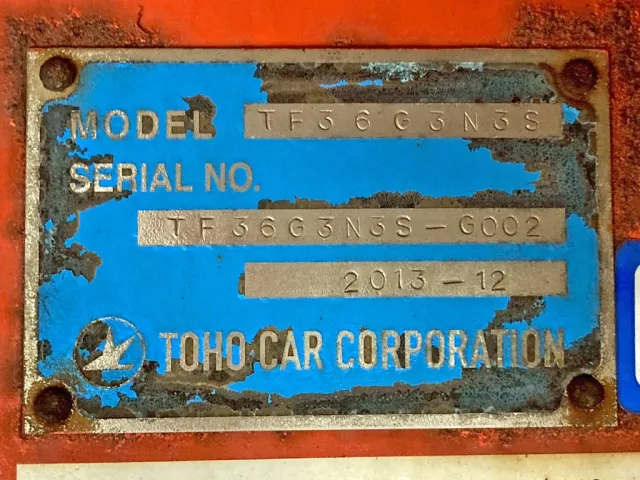 MODEL TF36G3N3S
SERIAL NO.
TF36G3N3S-G002
2013-12
TOHO CAR CORPORATION